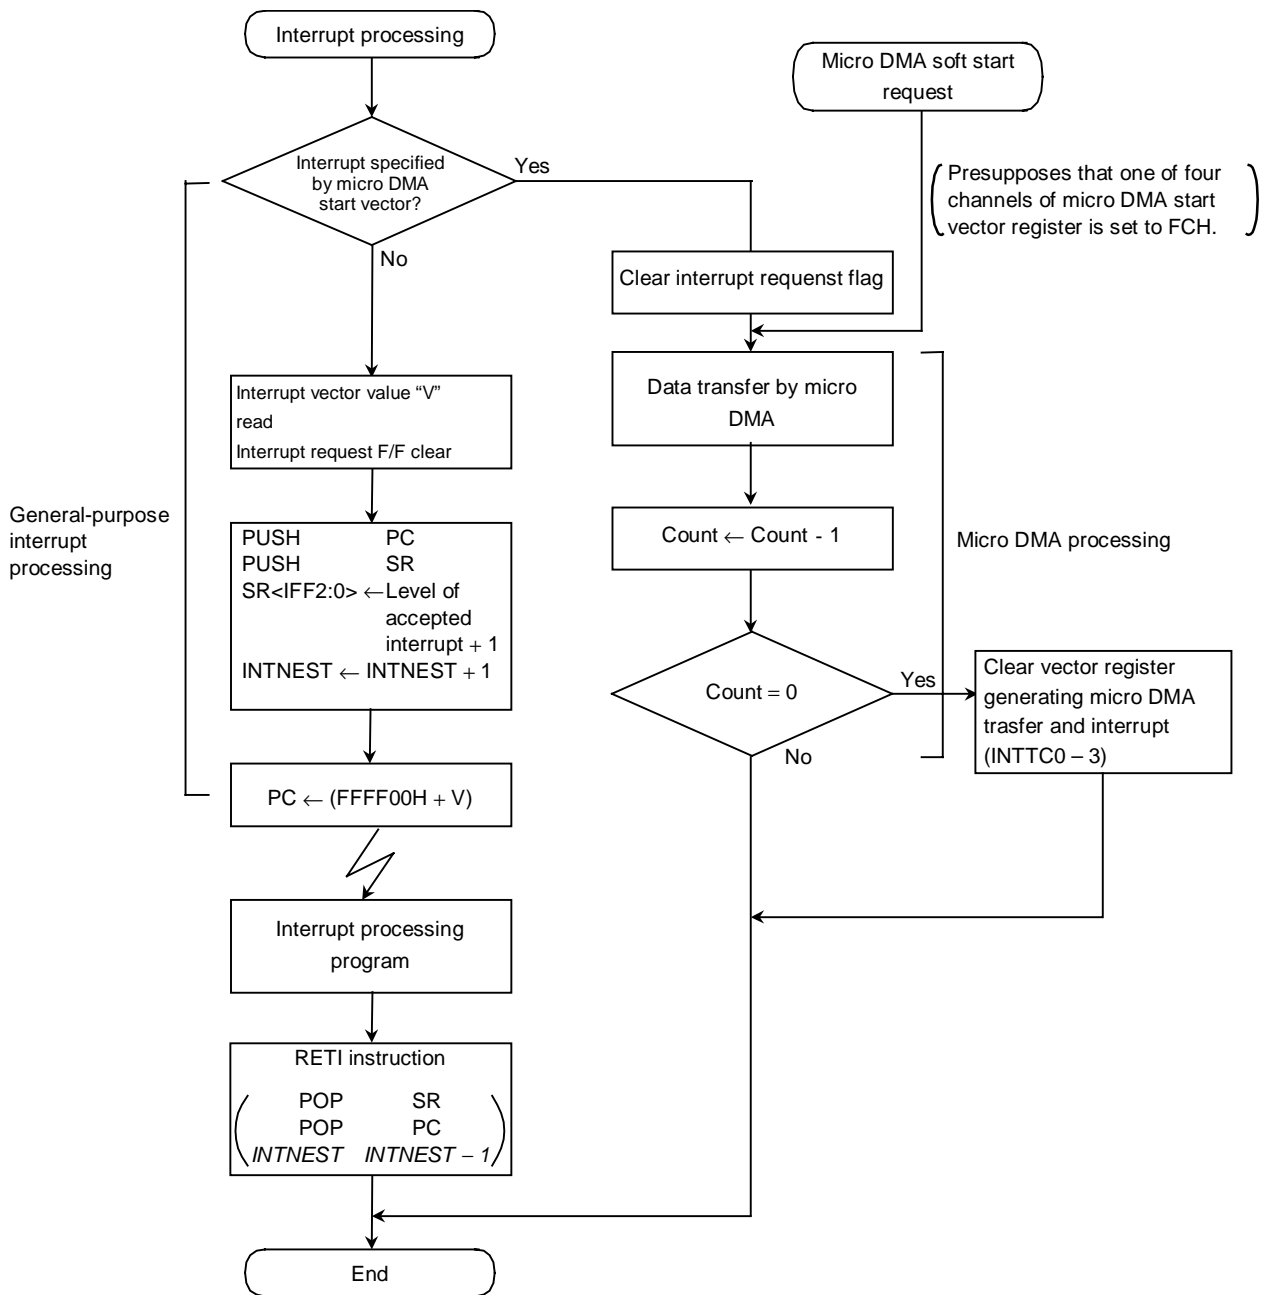 Interrupt processing
Micro DMA soft start
request
Interrupt specified
by micro DMA
start vector?
Yes
No
Presupposes that one of four
channels of micro DMA start
vector register is set to FCH.
Clear interrupt requenst flag
Data transfer by micro
DMA
Interrupt vector value “V”
read
Interrupt request F/F clear
General-purpose
interrupt
processing
PUSH PC
PUSH SR
SR<IFF2:0> ←Level of
accepted
interrupt + 1
INTNEST ← INTNEST + 1
Count ← Count - 1
Micro DMA processing
Count = 0
Yes
No
Clear vector register
generating micro DMA
trasfer and interrupt
(INTTC0 – 3)
PC ← (FFFF00H + V)
Interrupt processing
program
RETI instruction
POP SR
POP PC
INTNEST INTNEST – 1
End